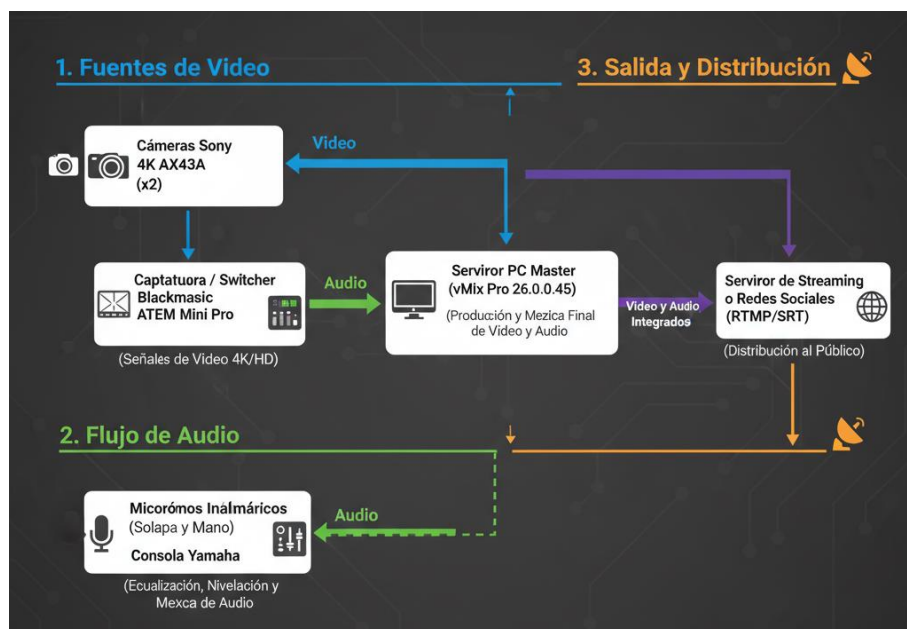 1. Fuentes de Video
3. Salida y Distribución
Cámeras Sony
4K AX43A
(x2)
Video
Captatuora / Switcher
Blackmasic
ATEM Mini Pro
(Señales de Video 4K/HD)
Audio
Serviror PC Master
(vMix Pro 26.0.0.45)
(Produción y Mezica Final
de Video y Audio
Video y Audio
Integrados
Serviror de Streaming
o Redes Sociales
(RTMP/SRT)
(Distribución al Público)
2. Flujo de Audio
Micorómos Inalmáricos
(Solapa y Mano)
Consola Yamaha
(Ecualización, Nivelación y
Mexca de Audio
Audio